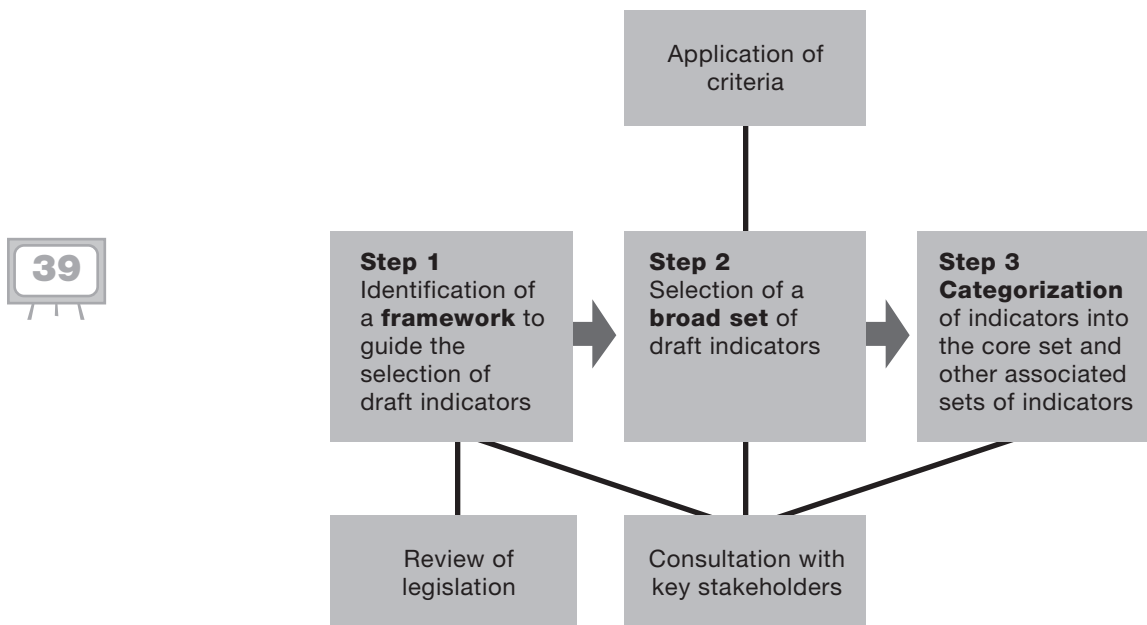 Application of
criteria
39
Step 1
Identification of
a framework to
guide the
selection of
draft indicators
Step 2
Selection of a
broad set of
draft indicators
Step 3
Categorization
of indicators into
the core set and
other associated
sets of indicators
Review of
legislation
Consultation with
key stakeholders